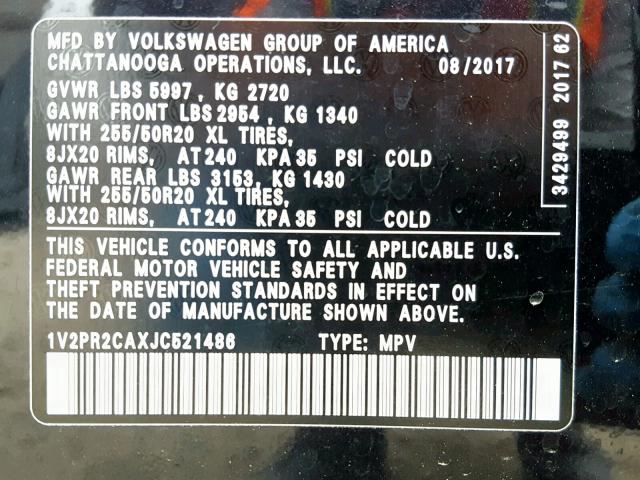 MFD BY VOLKSWAGEN GROUP OF AMERICA
CHATTANOOGA OPERATIONS, LLC. 08/2017
GVWR LBS 5997 , KG 2720
GAWR FRONT LBS 2954 , KG 1340
WITH 255/50R20 XL TIRES,
8JX20 RIMS, AT 240 KPA 35 PSI COLD
GAWR REAR LBS 3153, KG 1430
WITH 255/50R20 XL TIRES,
8JX20 RIMS, AT 240 KPA 35 PSI COLD
THIS VEHICLE CONFORMS TO ALL APPLICABLE U.S.
FEDERAL MOTOR VEHICLE SAFETY AND
THEFT PREVENTION STANDARDS IN EFFECT ON
THE DATE OF MANUFACTURE SHOWN ABOVE.
1V2PR2CAXJC521486 TYPE: MPV
3429499 2017 62